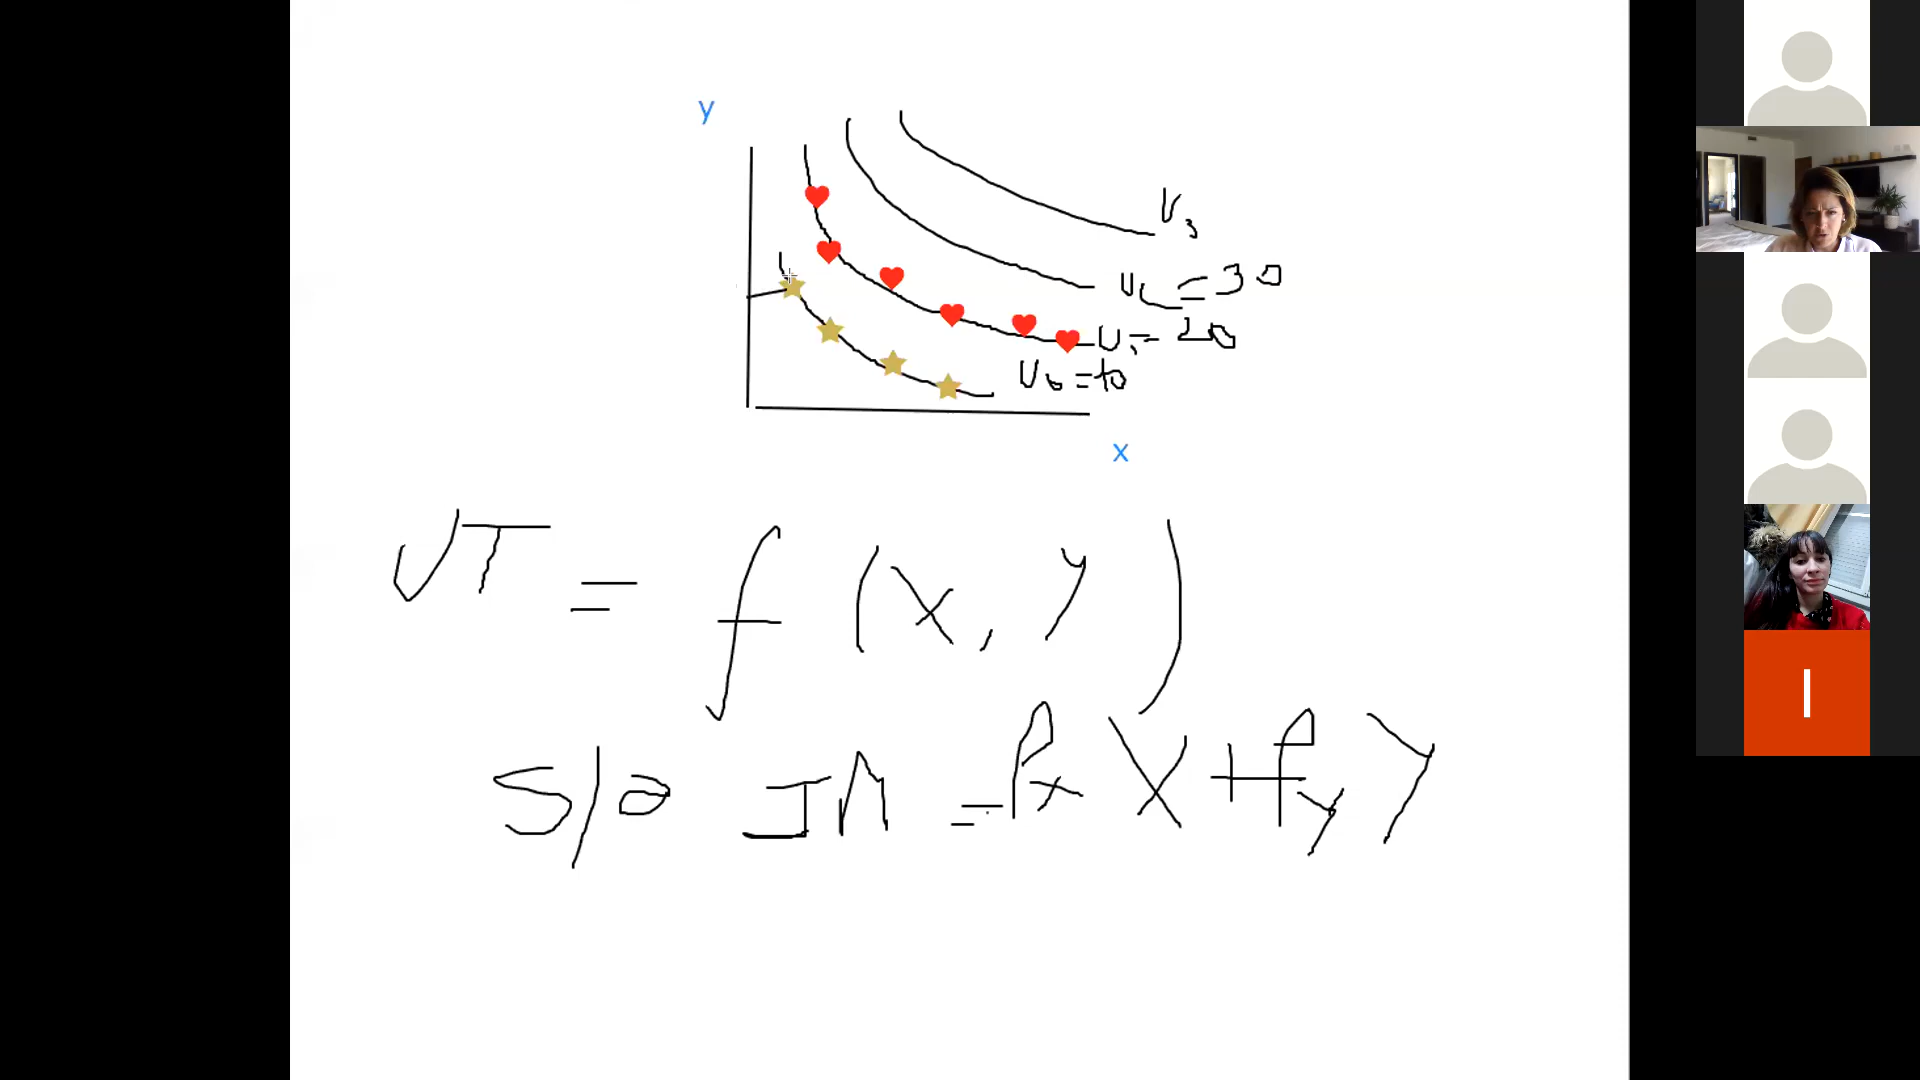 y
U3
U2 = 30
U1 = 20
U0 = 10
x
UT = f (x, y)
S/a IM = Px X + Py Y
I